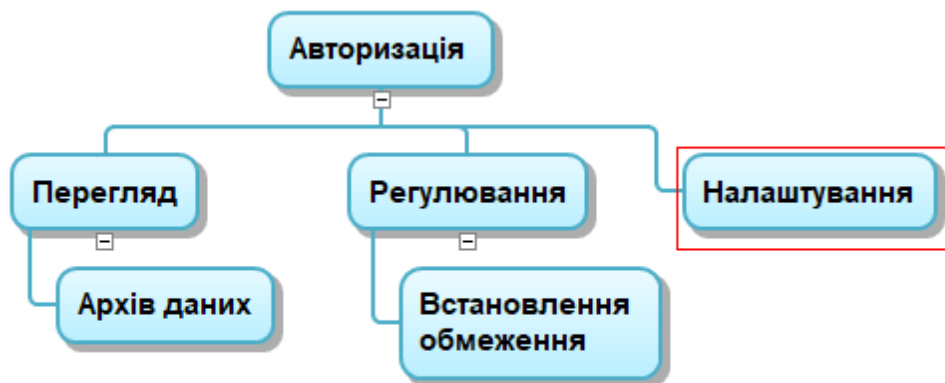 Авторизація
Перегляд
Регулювання
Налаштування
Архів даних
Встановлення
обмеження